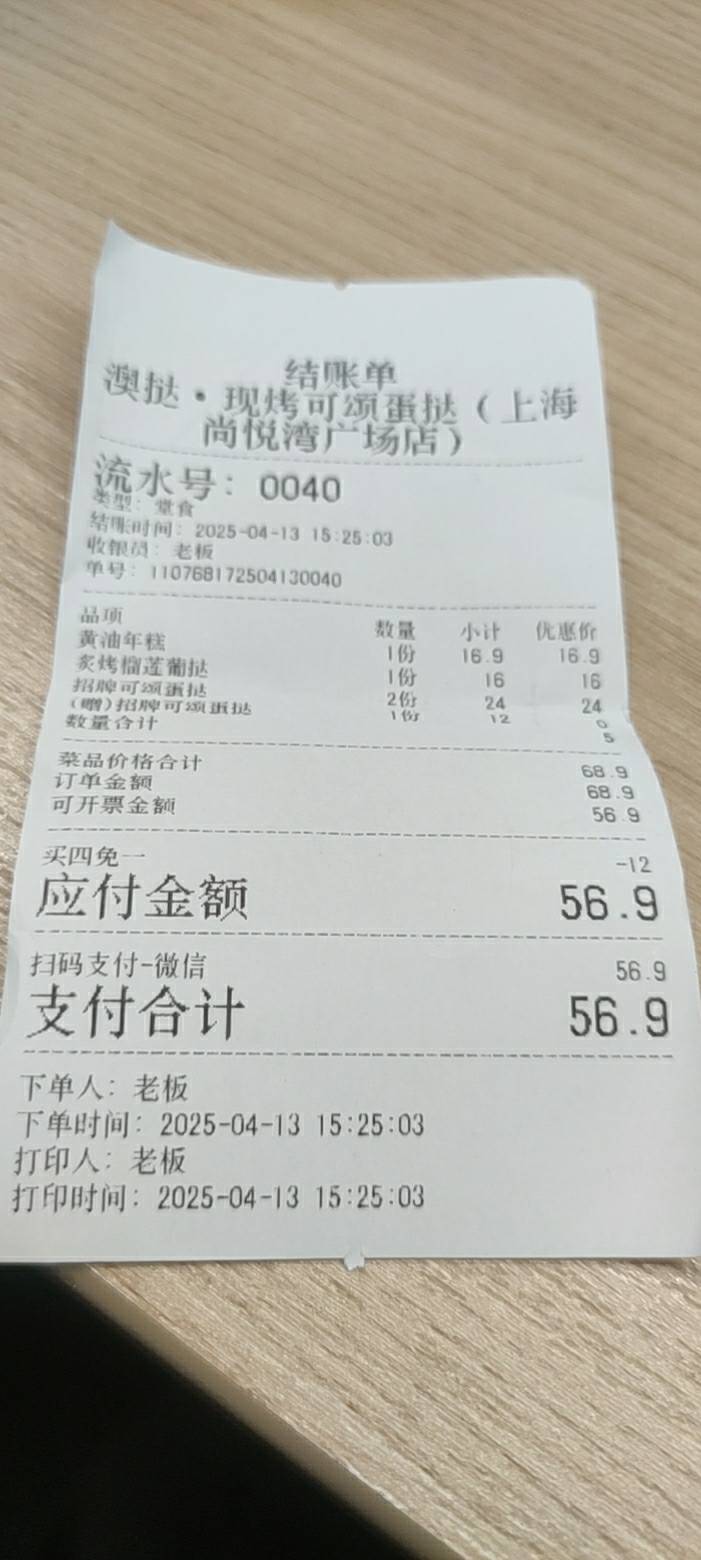 结账单
澳挞·现烤可颂蛋挞（上海
尚悦湾广场店）
流水号：0040
类型：堂食
结账时间：2025-04-13 15:25:03
收银员：老板
单号：110768172504130040
品项 数量 小计 优惠价
黄油年糕 1份 16.9 16.9
炙烤榴莲葡挞 1份 16 16
招牌可颂蛋挞 2份 24 24
(赠)招牌可颂蛋挞 1份 12 0
数量合计 5
菜品价格合计 68.9
订单金额 68.9
可开票金额 56.9
买四免一 -12
应付金额 56.9
扫码支付-微信 56.9
支付合计 56.9
下单人：老板
下单时间：2025-04-13 15:25:03
打印人：老板
打印时间：2025-04-13 15:25:03